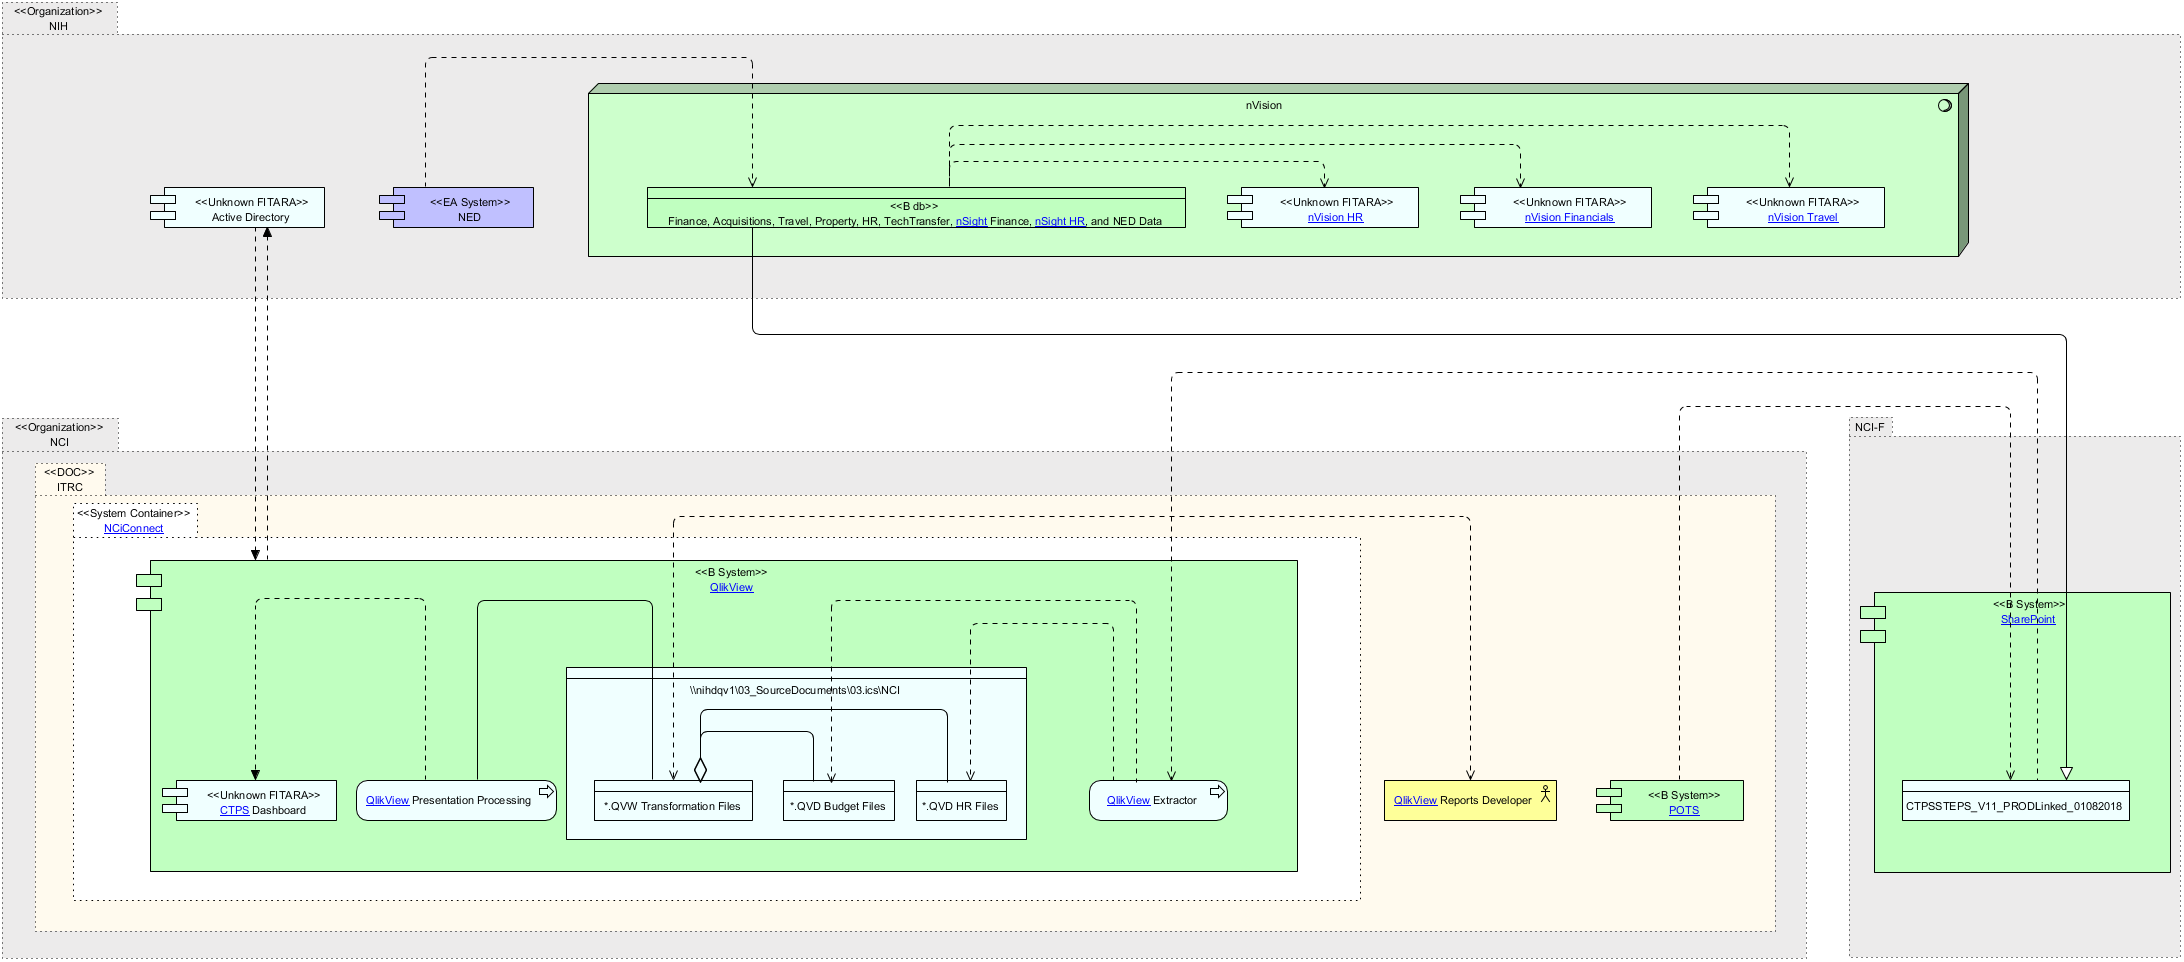 <<Organization>>
NIH
nVision
<<Unknown FITARA>>
Active Directory
<<EA System>>
NED
<<B db>>
Finance, Acquisitions, Travel, Property, HR, TechTransfer, nSight Finance, nSight HR, and NED Data
<<Unknown FITARA>>
nVision HR
<<Unknown FITARA>>
nVision Financials
<<Unknown FITARA>>
nVision Travel
<<Organization>>
NCI
NCI-F
<<DOC>>
ITRC
<<System Container>>
NCiConnect
<<B System>>
QlikView
<<B System>>
SharePoint
\\nihdqv1\03_SourceDocuments\03.ics\NCI
<<Unknown FITARA>>
CTPS Dashboard
QlikView Presentation Processing
*.QVW Transformation Files
*.QVD Budget Files
*.QVD HR Files
QlikView Extractor
QlikView Reports Developer
<<B System>>
POTS
CTPSSTEPS_V11_PRODLinked_01082018